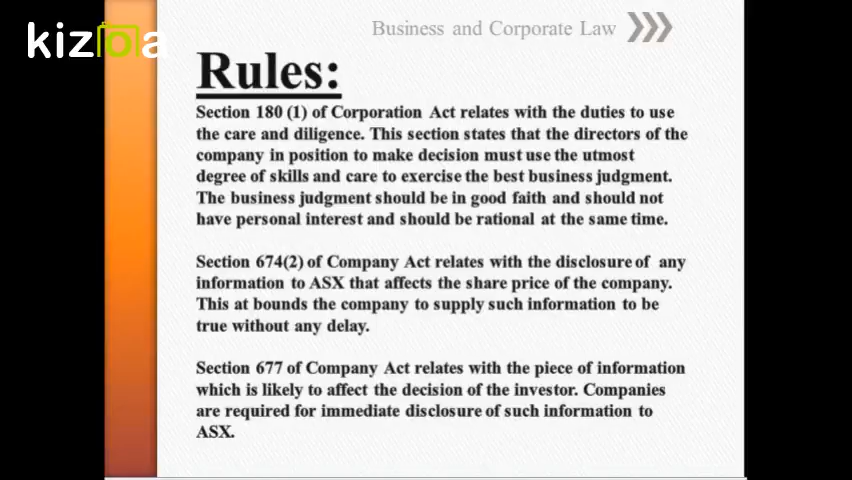 Business and Corporate Law
kizoa
Rules:
Section 180 (1) of Corporation Act relates with the duties to use
the care and diligence. This section states that the directors of the
company in position to make decision must use the utmost
degree of skills and care to exercise the best business judgment.
The business judgment should be in good faith and should not
have personal interest and should be rational at the same time.
Section 674(2) of Company Act relates with the disclosure of any
information to ASX that affects the share price of the company.
This at bounds the company to supply such information to be
true without any delay.
Section 677 of Company Act relates with the piece of information
which is likely to affect the decision of the investor. Companies
are required for immediate disclosure of such information to
ASX.